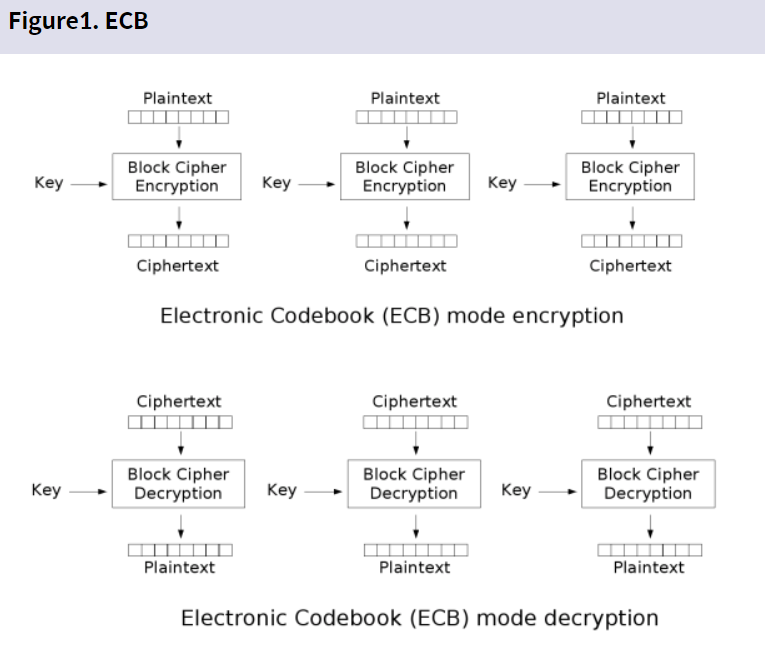 Figure1. ECB
Plaintext Plaintext Plaintext
Key Block Cipher Encryption Key Block Cipher Encryption Key Block Cipher Encryption
Ciphertext Ciphertext Ciphertext
Electronic Codebook (ECB) mode encryption
Ciphertext Ciphertext Ciphertext
Key Block Cipher Decryption Key Block Cipher Decryption Key Block Cipher Decryption
Plaintext Plaintext Plaintext
Electronic Codebook (ECB) mode decryption